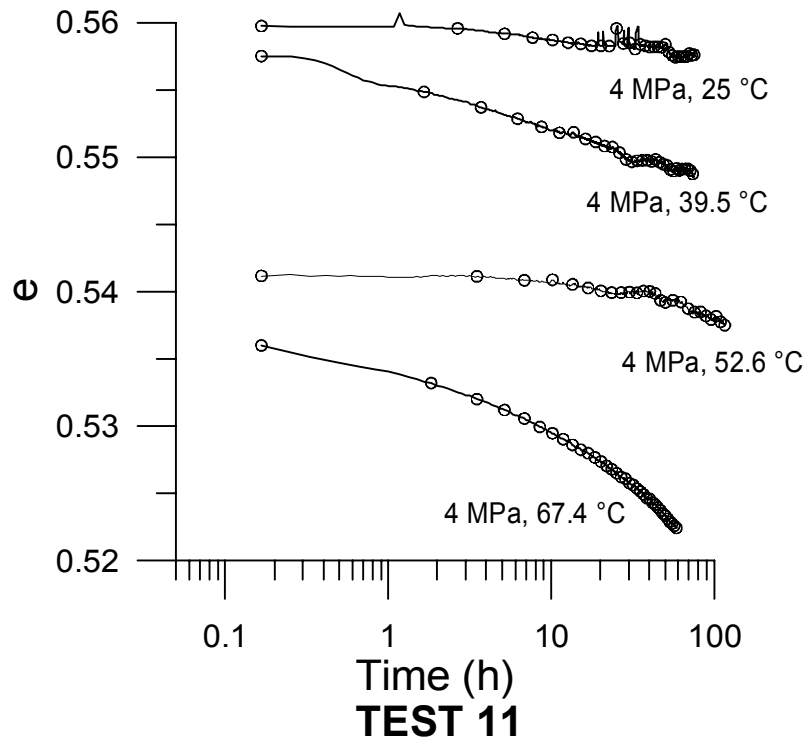 0.56
4 MPa, 25 °C
0.55
4 MPa, 39.5 °C
e
0.54
4 MPa, 52.6 °C
0.53
4 MPa, 67.4 °C
0.52
0.1 1 10 100
Time (h)
TEST 11